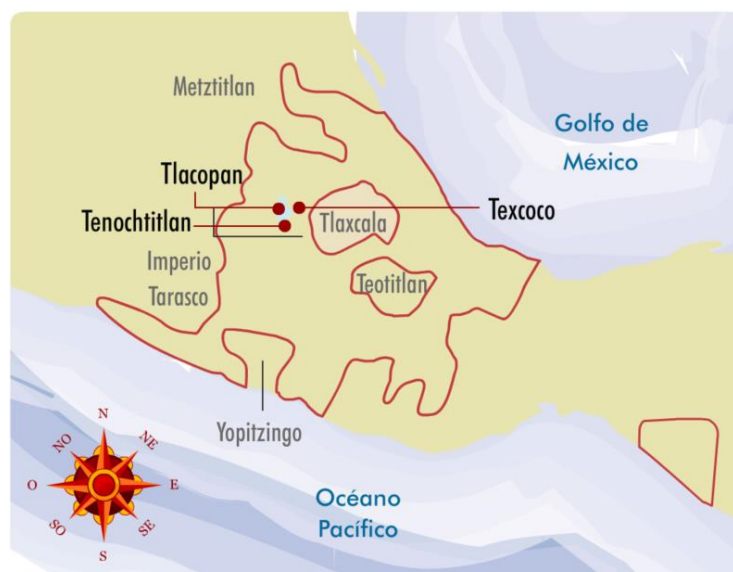 Metztitlan
Golfo de
México
Tlacopan
Tenochtitlan
Texcoco
Tlaxcala
Imperio
Tarasco
Teotitlan
Yopitzingo
N
NO
NE
O
E
SO
SE
S
Océano
Pacífico